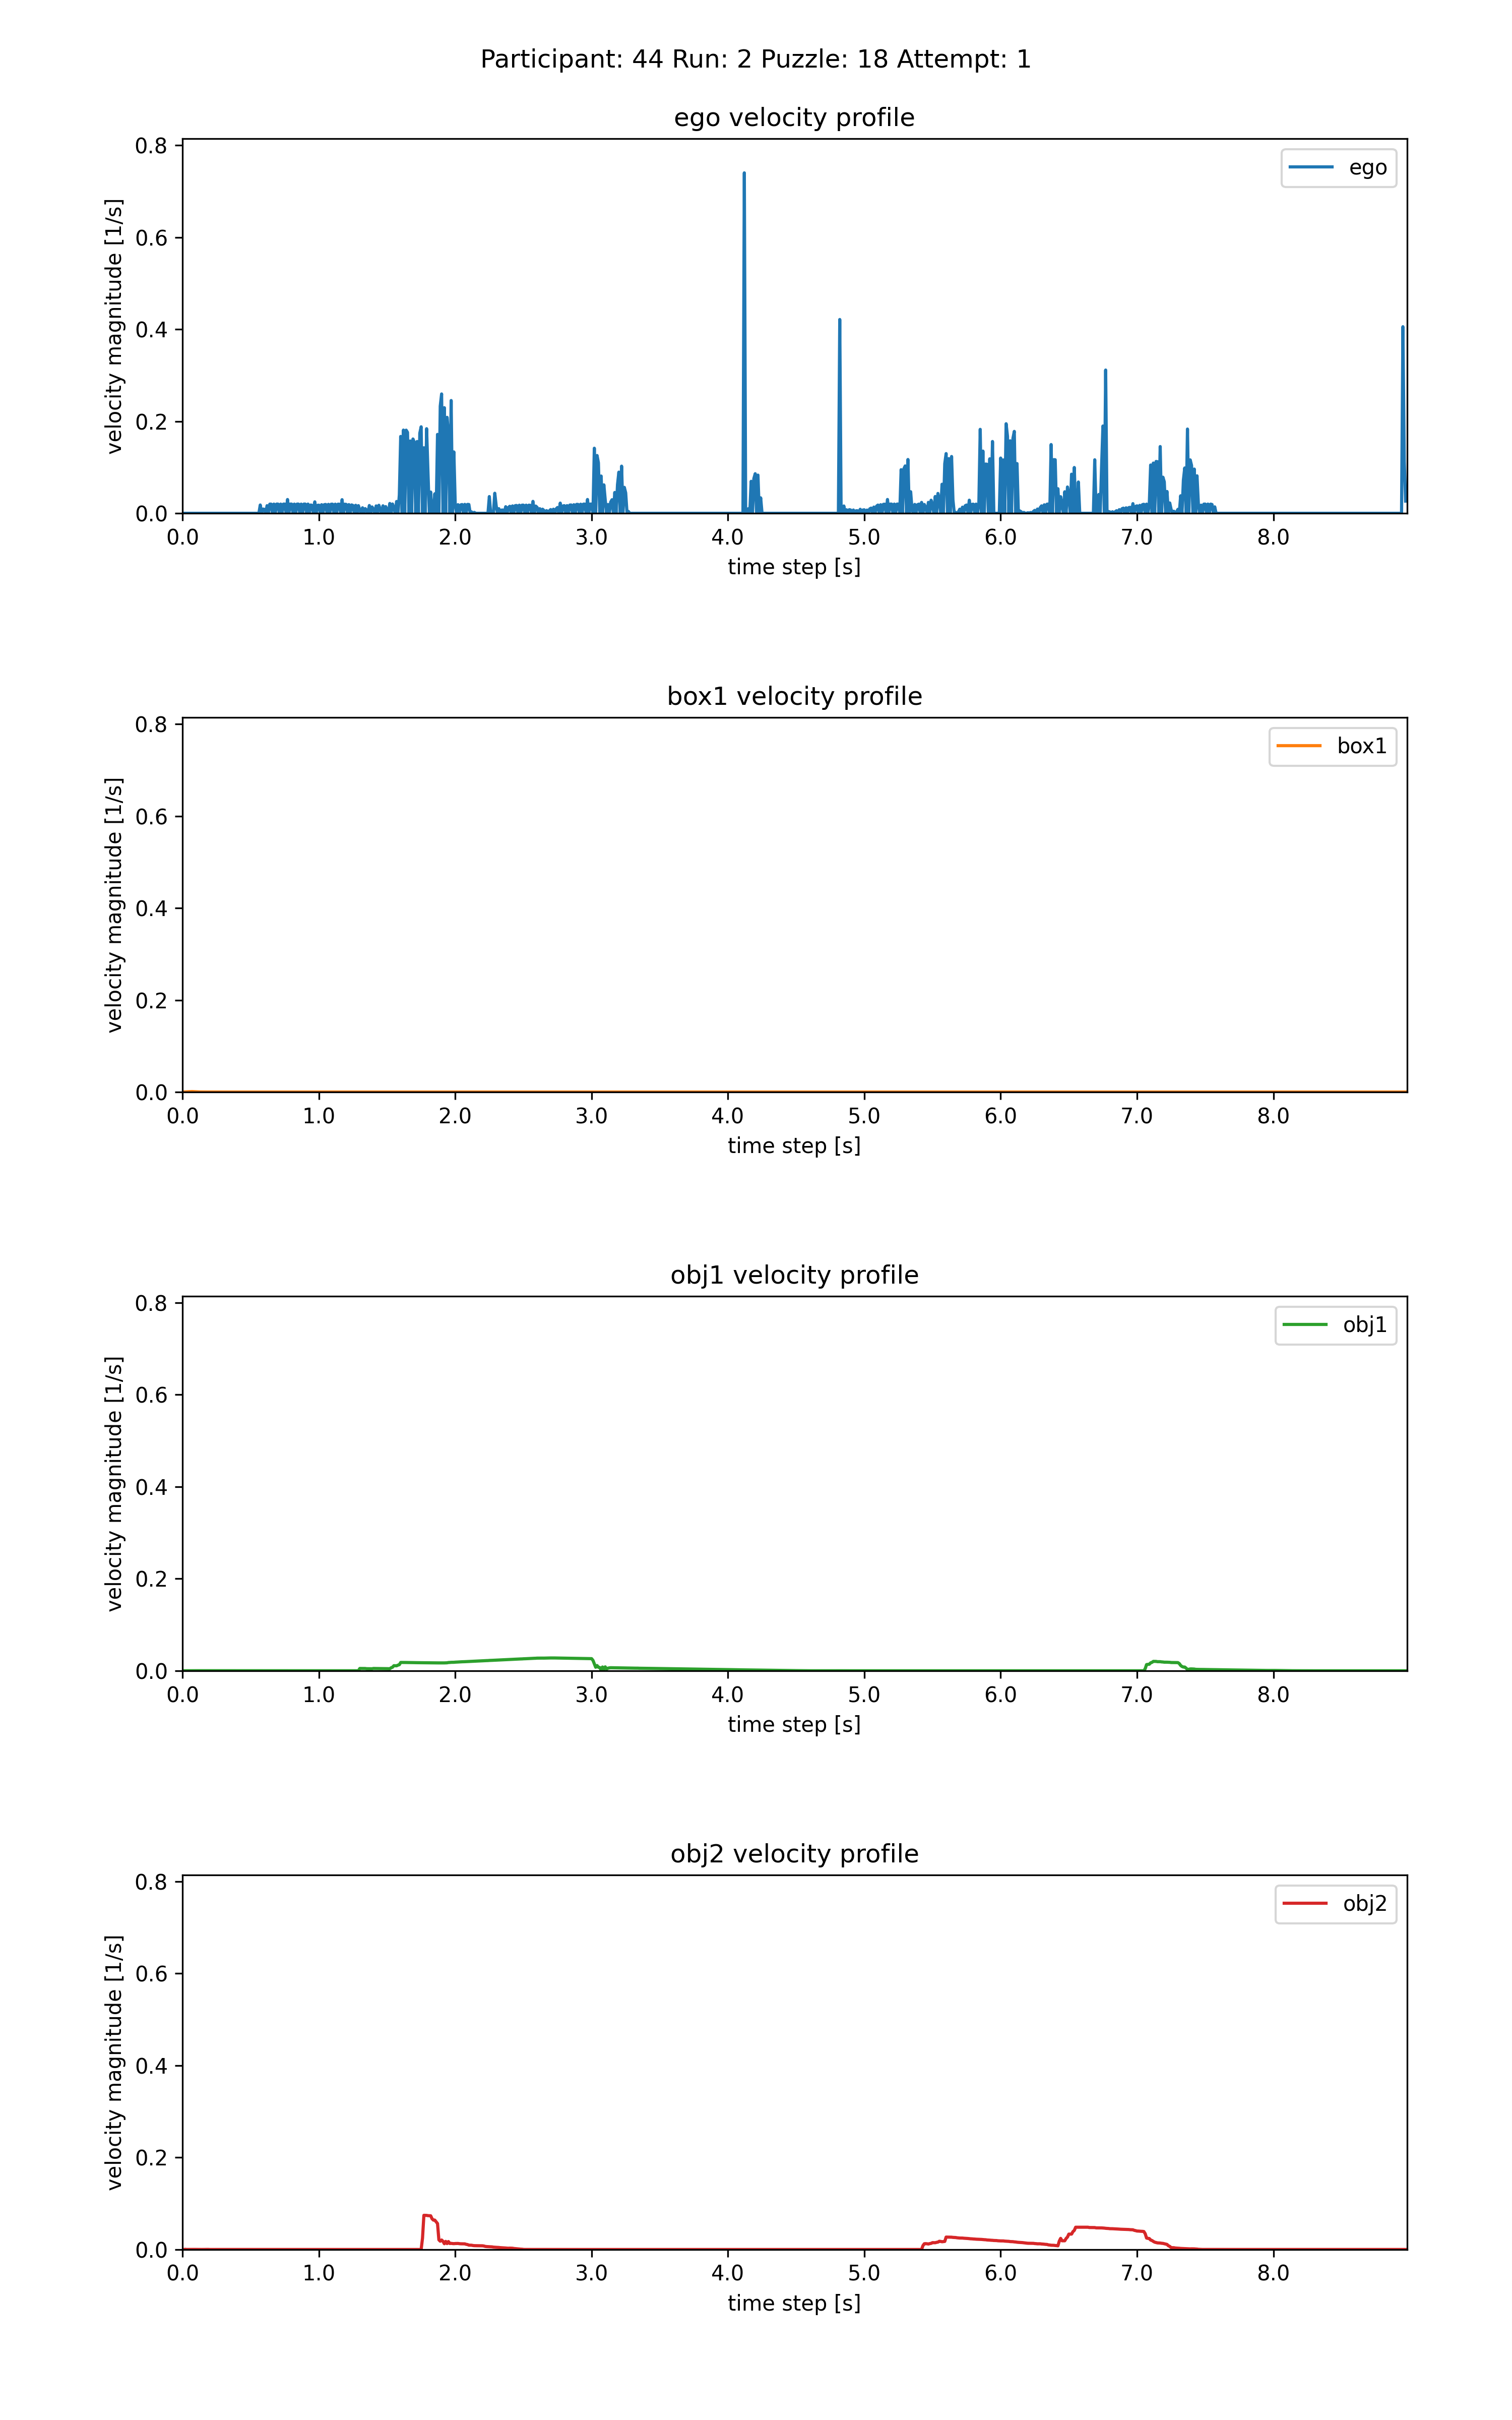 Participant: 44 Run: 2 Puzzle: 18 Attempt: 1
ego velocity profile
ego
velocity magnitude [1/s]
0.8
0.6
0.4
0.2
0.0
0.0 1.0 2.0 3.0 4.0 5.0 6.0 7.0 8.0
time step [s]
box1 velocity profile
box1
velocity magnitude [1/s]
0.8
0.6
0.4
0.2
0.0
0.0 1.0 2.0 3.0 4.0 5.0 6.0 7.0 8.0
time step [s]
obj1 velocity profile
obj1
velocity magnitude [1/s]
0.8
0.6
0.4
0.2
0.0
0.0 1.0 2.0 3.0 4.0 5.0 6.0 7.0 8.0
time step [s]
obj2 velocity profile
obj2
velocity magnitude [1/s]
0.8
0.6
0.4
0.2
0.0
0.0 1.0 2.0 3.0 4.0 5.0 6.0 7.0 8.0
time step [s]